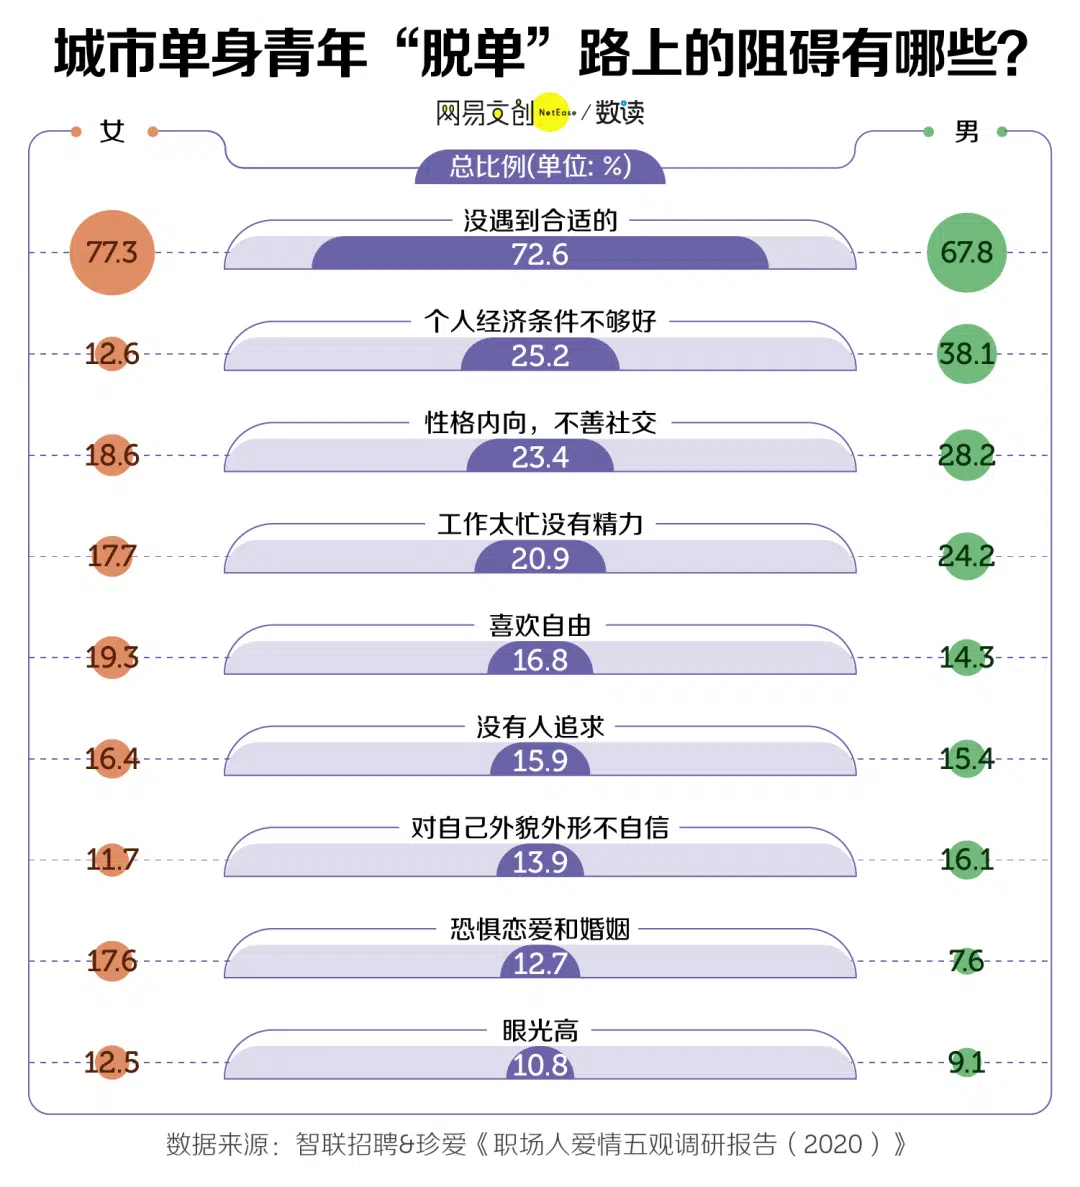 城市单身青年“脱单”路上的阻碍有哪些?
网易文创 NetEase / 数读
女
男
总比例(单位: %)
没遇到合适的
77.3
72.6
67.8
个人经济条件不够好
12.6
25.2
38.1
性格内向，不善社交
18.6
23.4
28.2
工作太忙没有精力
17.7
20.9
24.2
喜欢自由
19.3
16.8
14.3
没有人追求
16.4
15.9
15.4
对自己外貌外形不自信
11.7
13.9
16.1
恐惧恋爱和婚姻
17.6
12.7
7.6
眼光高
12.5
10.8
9.1
数据来源：智联招聘&珍爱《职场人爱情五观调研报告（2020）》